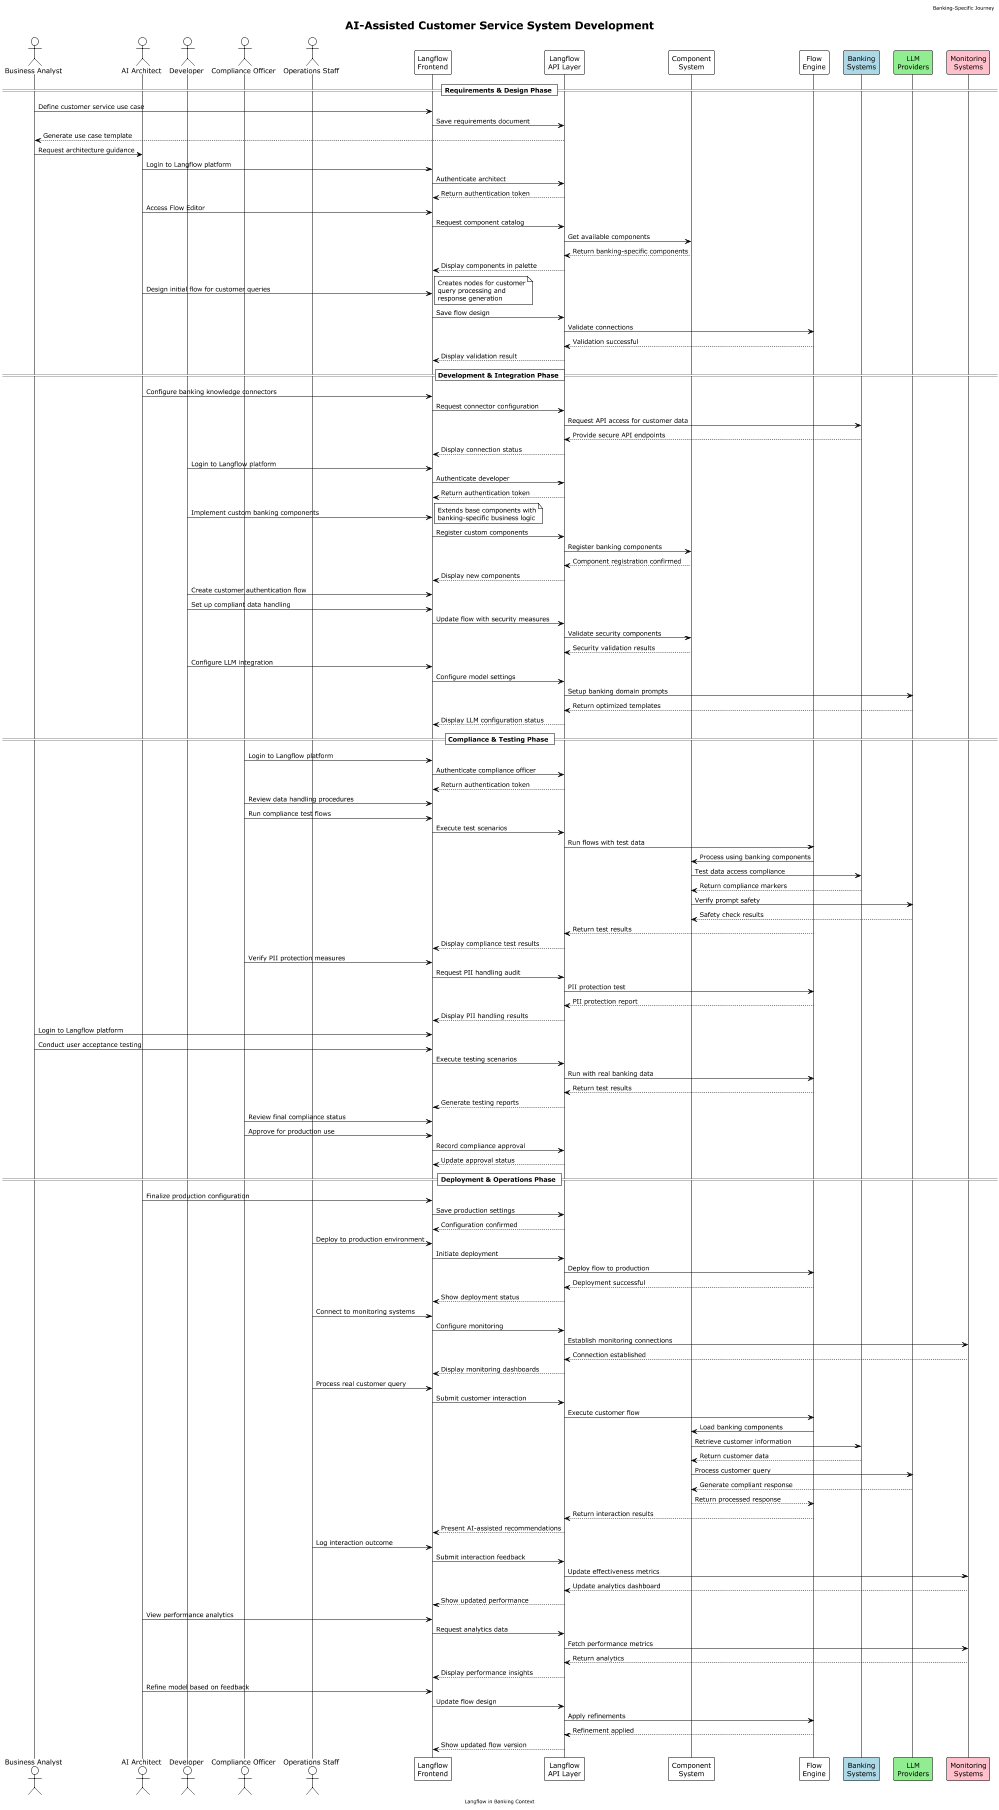 Banking-Specific Journey
AI-Assisted Customer Service System Development
Business Analyst
AI Architect
Developer
Compliance Officer
Operations Staff
Langflow
Frontend
Langflow
API Layer
Component
System
Flow
Engine
Banking
Systems
LLM
Providers
Monitoring
Systems
Requirements & Design Phase
Define customer service use case
Save requirements document
Generate use case template
Request architecture guidance
Login to Langflow platform
Authenticate architect
Return authentication token
Access Flow Editor
Request component catalog
Get available components
Return banking-specific components
Display components in palette
Design initial flow for customer queries
Creates nodes for customer
query processing and
response generation
Save flow design
Validate connections
Validation successful
Display validation result
Development & Integration Phase
Configure banking knowledge connectors
Request connector configuration
Request API access for customer data
Provide secure API endpoints
Display connection status
Login to Langflow platform
Authenticate developer
Return authentication token
Implement custom banking components
Extends base components with
banking-specific business logic
Register custom components
Register banking components
Component registration confirmed
Display new components
Create customer authentication flow
Set up compliant data handling
Update flow with security measures
Validate security components
Security validation results
Configure LLM integration
Configure model settings
Setup banking domain prompts
Return optimized templates
Display LLM configuration status
Compliance & Testing Phase
Login to Langflow platform
Authenticate compliance officer
Return authentication token
Review data handling procedures
Run compliance test flows
Execute test scenarios
Run flows with test data
Process using banking components
Test data access compliance
Return compliance markers
Verify prompt safety
Safety check results
Return test results
Display compliance test results
Verify PII protection measures
Request PII handling audit
PII protection test
PII protection report
Display PII handling results
Login to Langflow platform
Conduct user acceptance testing
Execute testing scenarios
Run with real banking data
Return test results
Generate testing reports
Review final compliance status
Approve for production use
Record compliance approval
Update approval status
Deployment & Operations Phase
Finalize production configuration
Save production settings
Configuration confirmed
Deploy to production environment
Initiate deployment
Deploy flow to production
Deployment successful
Show deployment status
Connect to monitoring systems
Configure monitoring
Establish monitoring connections
Connection established
Display monitoring dashboards
Process real customer query
Submit customer interaction
Execute customer flow
Load banking components
Retrieve customer information
Return customer data
Process customer query
Generate compliant response
Return processed response
Return interaction results
Present AI-assisted recommendations
Log interaction outcome
Submit interaction feedback
Update effectiveness metrics
Update analytics dashboard
Show updated performance
View performance analytics
Request analytics data
Fetch performance metrics
Return analytics
Display performance insights
Refine model based on feedback
Update flow design
Apply refinements
Refinement applied
Show updated flow version
Business Analyst
AI Architect
Developer
Compliance Officer
Operations Staff
Langflow
Frontend
Langflow
API Layer
Component
System
Flow
Engine
Banking
Systems
LLM
Providers
Monitoring
Systems
Langflow in Banking Context